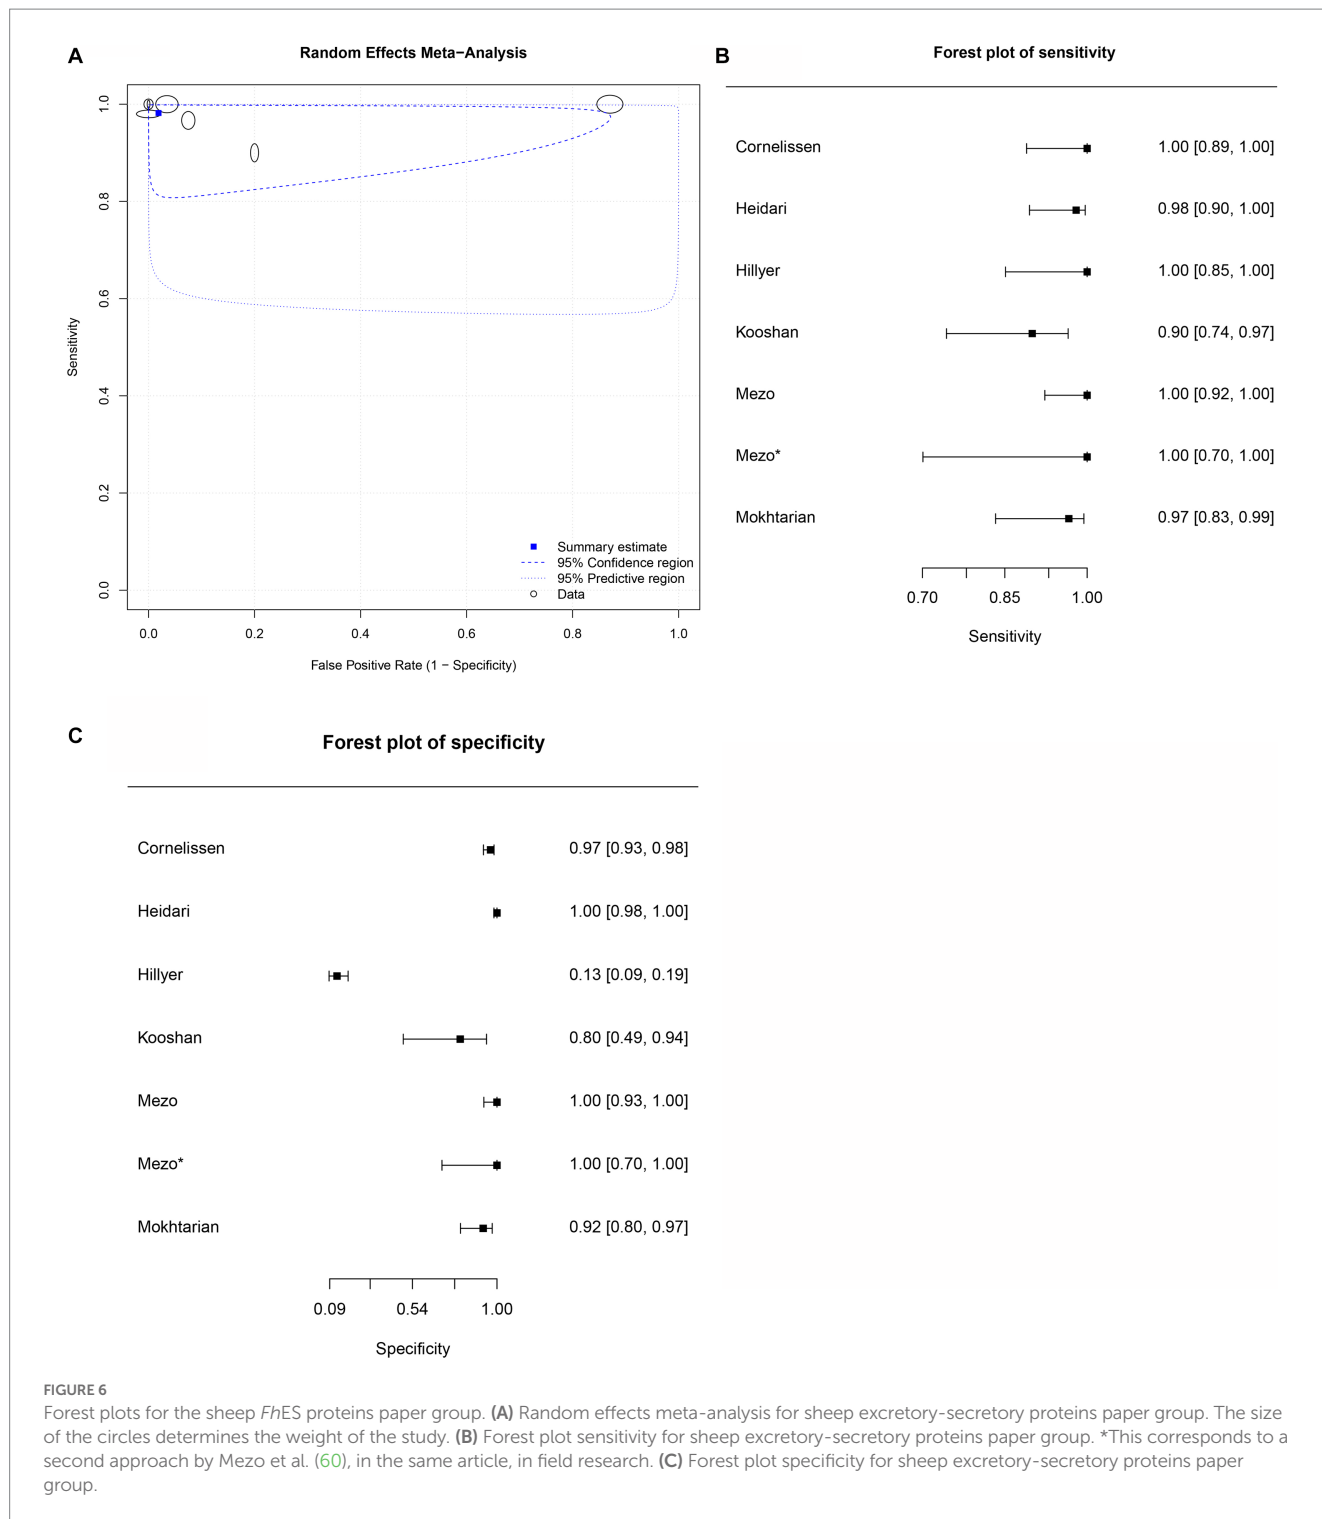 A
Random Effects Meta−Analysis
1.0
0.8
0.6
0.4
0.2
0.0
Sensitivity
Summary estimate
95% Confidence region
95% Predictive region
Data
0.0 0.2 0.4 0.6 0.8 1.0
False Positive Rate (1 − Specificity)
B
Forest plot of sensitivity
Cornelissen 1.00 [0.89, 1.00]
Heidari 0.98 [0.90, 1.00]
Hillyer 1.00 [0.85, 1.00]
Kooshan 0.90 [0.74, 0.97]
Mezo 1.00 [0.92, 1.00]
Mezo* 1.00 [0.70, 1.00]
Mokhtarian 0.97 [0.83, 0.99]
0.70 0.85 1.00
Sensitivity
C
Forest plot of specificity
Cornelissen 0.97 [0.93, 0.98]
Heidari 1.00 [0.98, 1.00]
Hillyer 0.13 [0.09, 0.19]
Kooshan 0.80 [0.49, 0.94]
Mezo 1.00 [0.93, 1.00]
Mezo* 1.00 [0.70, 1.00]
Mokhtarian 0.92 [0.80, 0.97]
0.09 0.54 1.00
Specificity
FIGURE 6
Forest plots for the sheep FhES proteins paper group. (A) Random effects meta-analysis for sheep excretory-secretory proteins paper group. The size
of the circles determines the weight of the study. (B) Forest plot sensitivity for sheep excretory-secretory proteins paper group. *This corresponds to a
second approach by Mezo et al. (60), in the same article, in field research. (C) Forest plot specificity for sheep excretory-secretory proteins paper
group.